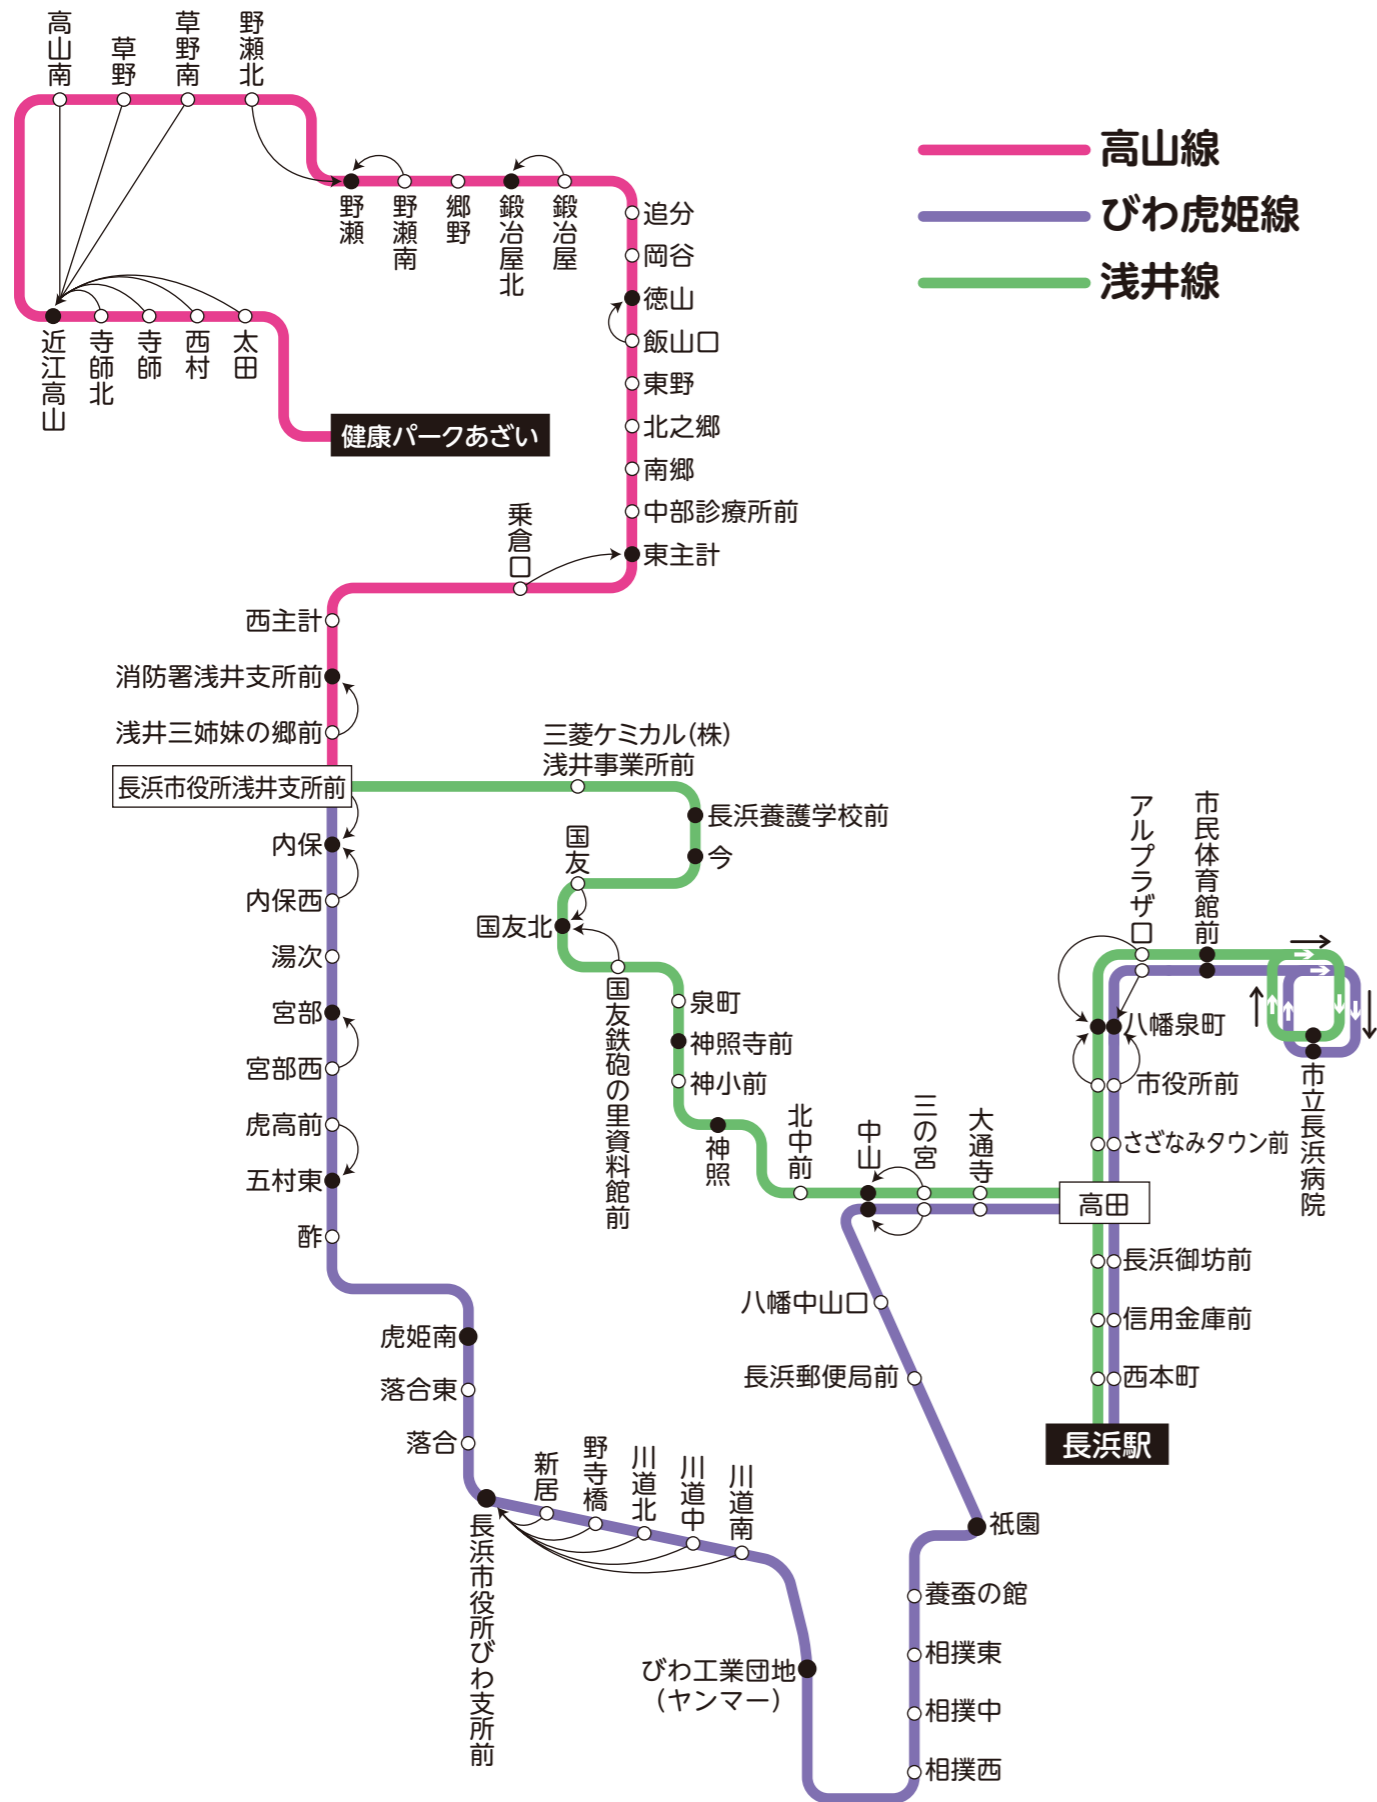 高山南
草野
草野南
野瀬北
高山線
びわ虎姫線
浅井線
野瀬
野瀬南
郷野
鍛冶屋北
鍛冶屋
追分
岡谷
徳山
飯山口
東野
北之郷
南郷
中部診療所前
東主計
近江高山
寺師北
寺師
西村
太田
健康パークあざい
乗倉口
西主計
消防署浅井支所前
浅井三姉妹の郷前
長浜市役所浅井支所前
三菱ケミカル(株)
浅井事業所前
長浜養護学校前
今
国友
国友北
国友鉄砲の里資料館前
泉町
神照寺前
神小前
神照
北中前
中山
三の宮
大通寺
高田
アルプラザ口
市民体育館前
八幡泉町
市役所前
さざなみタウン前
市立長浜病院
長浜御坊前
信用金庫前
西本町
長浜駅
内保
内保西
湯次
宮部
宮部西
虎高前
五村東
酢
虎姫南
落合東
落合
長浜市役所びわ支所前
新居
野寺橋
川道北
川道中
川道南
びわ工業団地
(ヤンマー)
八幡中山口
長浜郵便局前
祇園
養蚕の館
相撲東
相撲中
相撲西